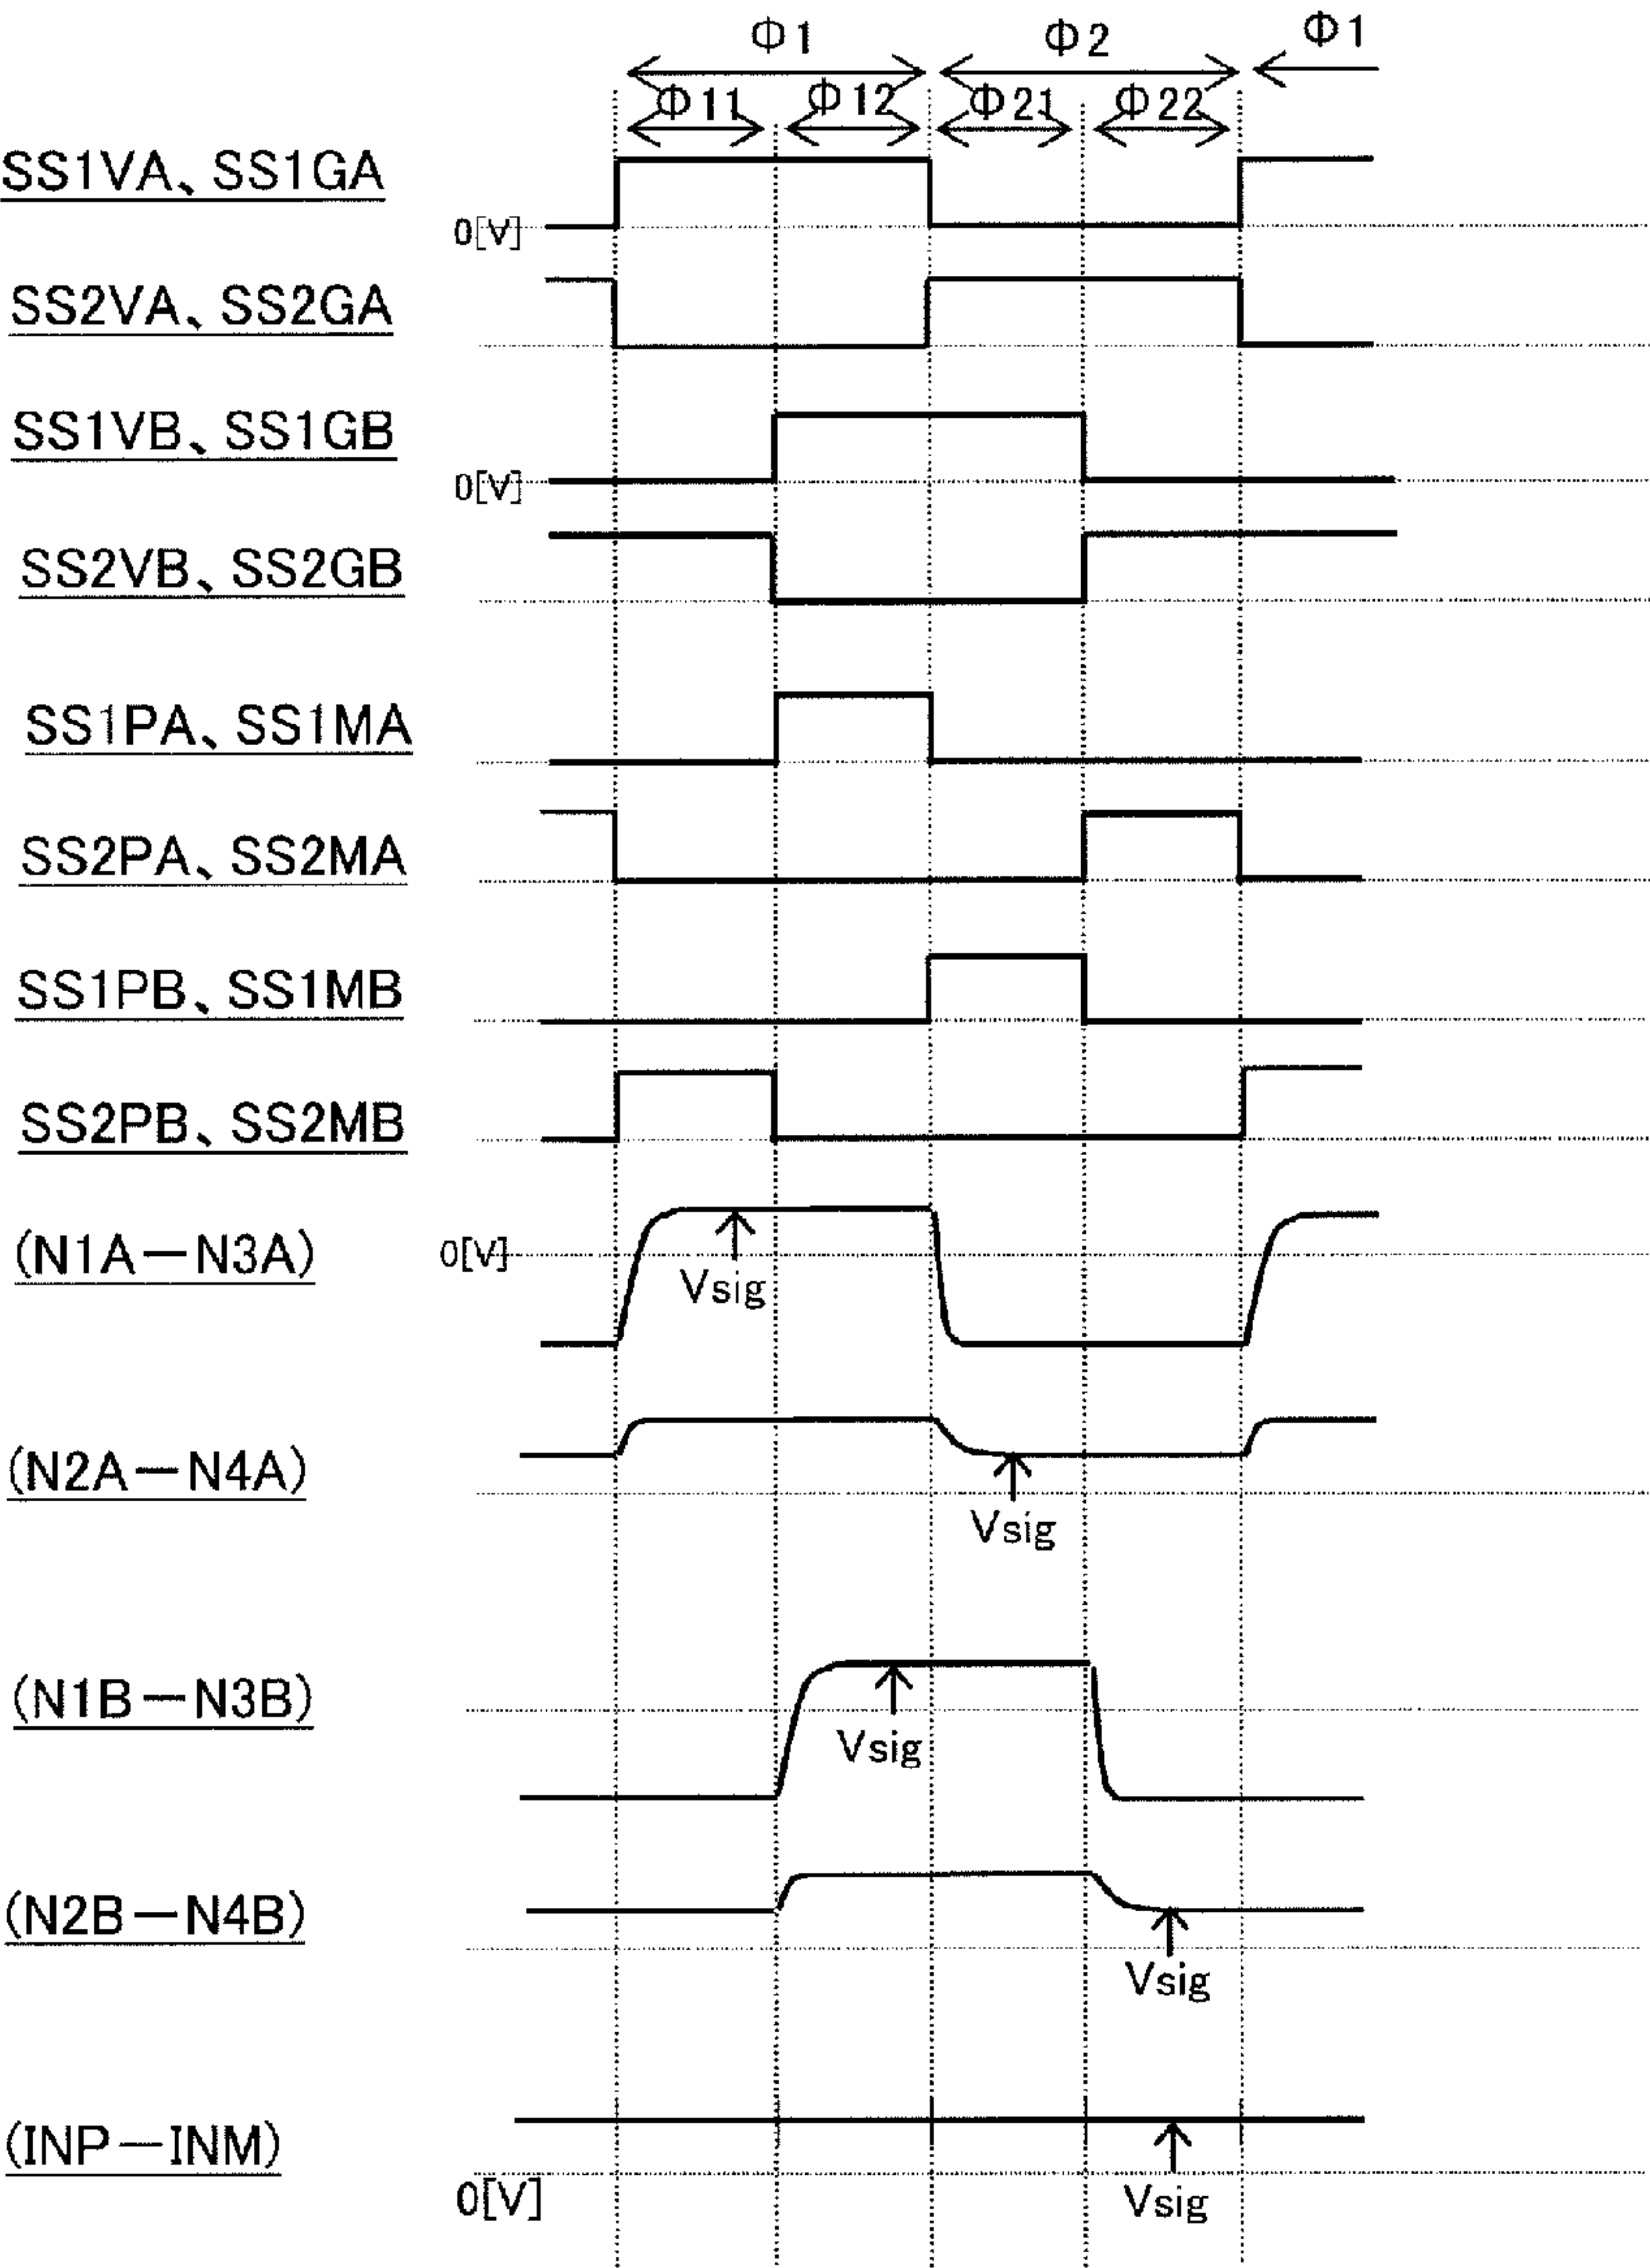 Φ1 Φ2 Φ1
Φ11 Φ12 Φ21 Φ22
SS1VA、SS1GA
0[V]
SS2VA、SS2GA
SS1VB、SS1GB
0[V]
SS2VB、SS2GB
SS1PA、SS1MA
SS2PA、SS2MA
SS1PB、SS1MB
SS2PB、SS2MB
(N1A－N3A)
0[V]
Vsig
(N2A－N4A)
Vsig
(N1B－N3B)
Vsig
(N2B－N4B)
Vsig
(INP－INM)
0[V]
Vsig